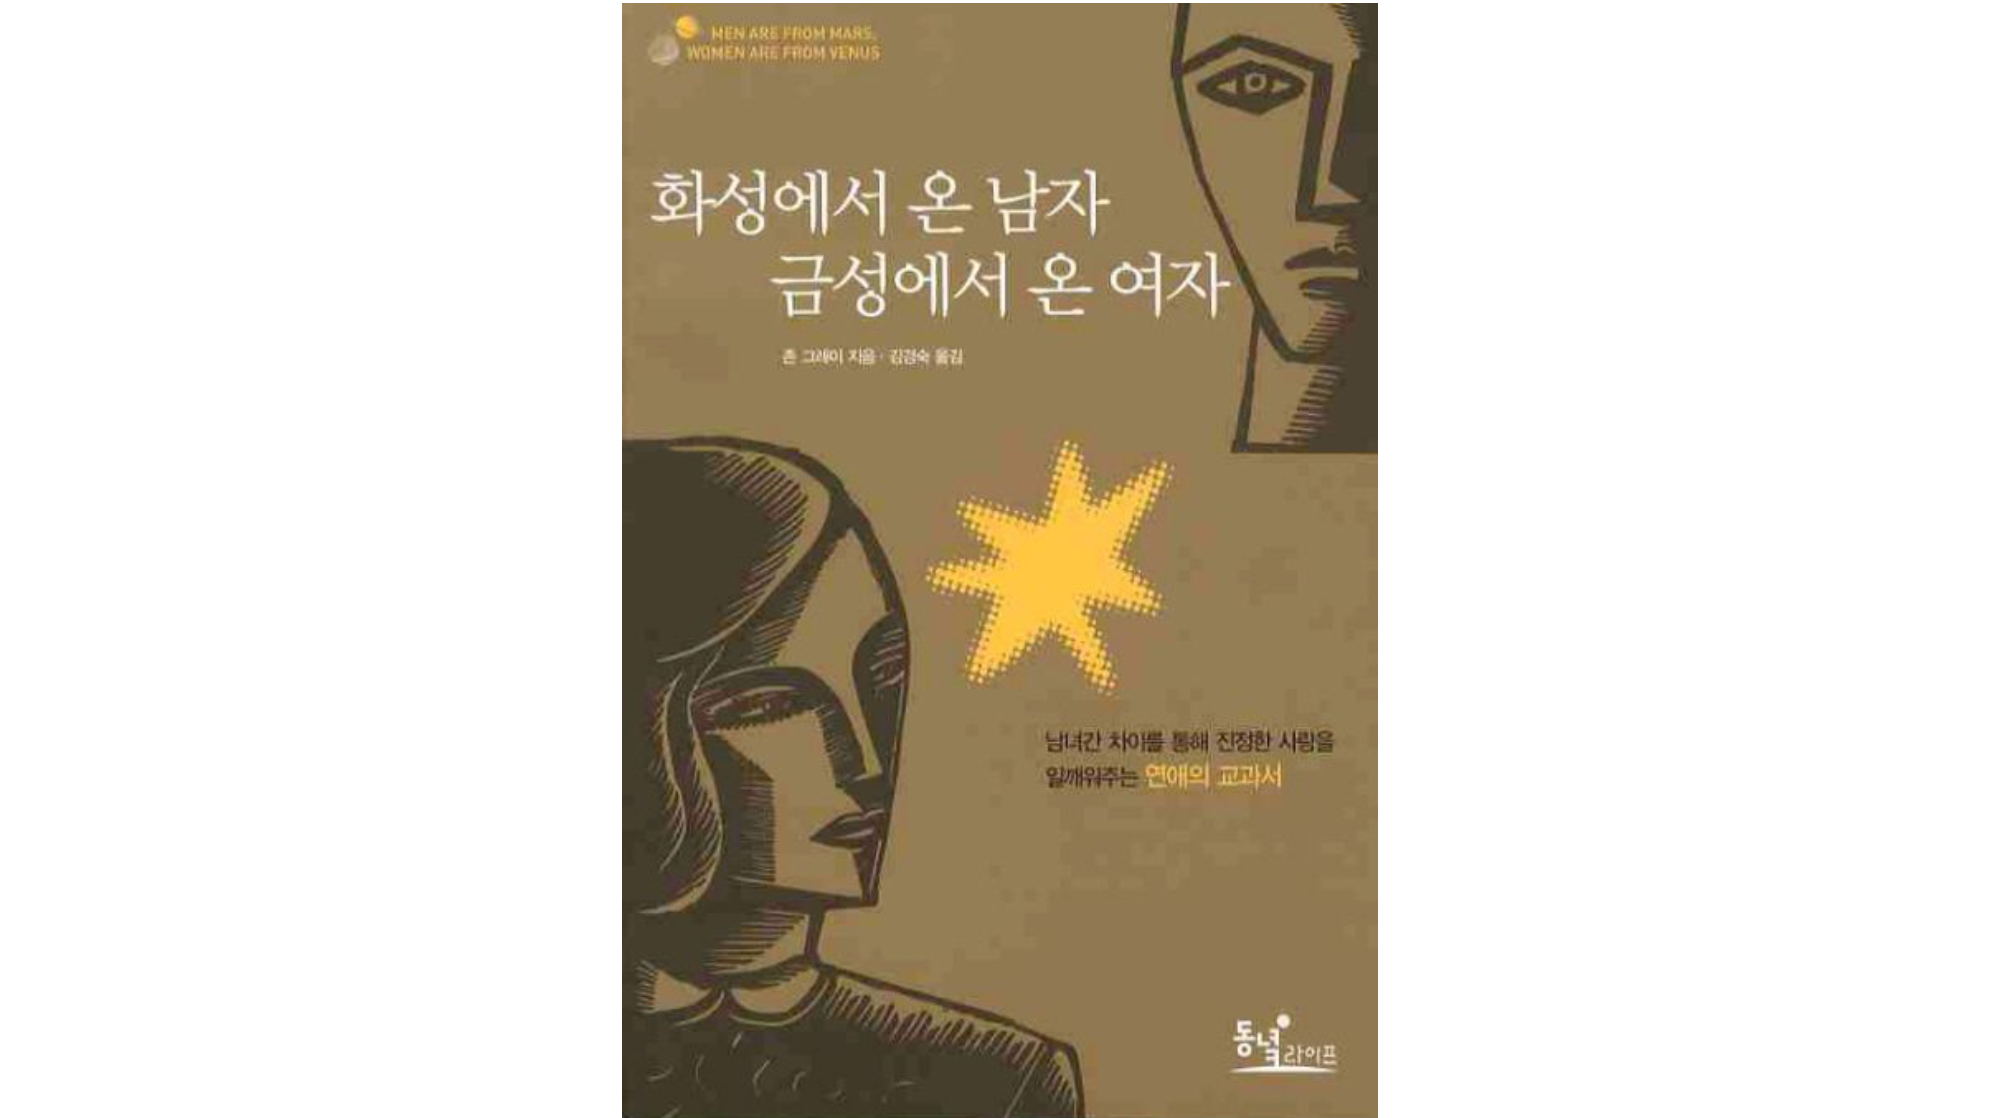 MEN ARE FROM MARS,
WOMEN ARE FROM VENUS
화성에서 온 남자
금성에서 온 여자
존 그레이 지음 · 김경숙 옮김
남녀간 차이를 통해 진정한 사랑을
일깨워주는 연애의 교과서
동녘라이프